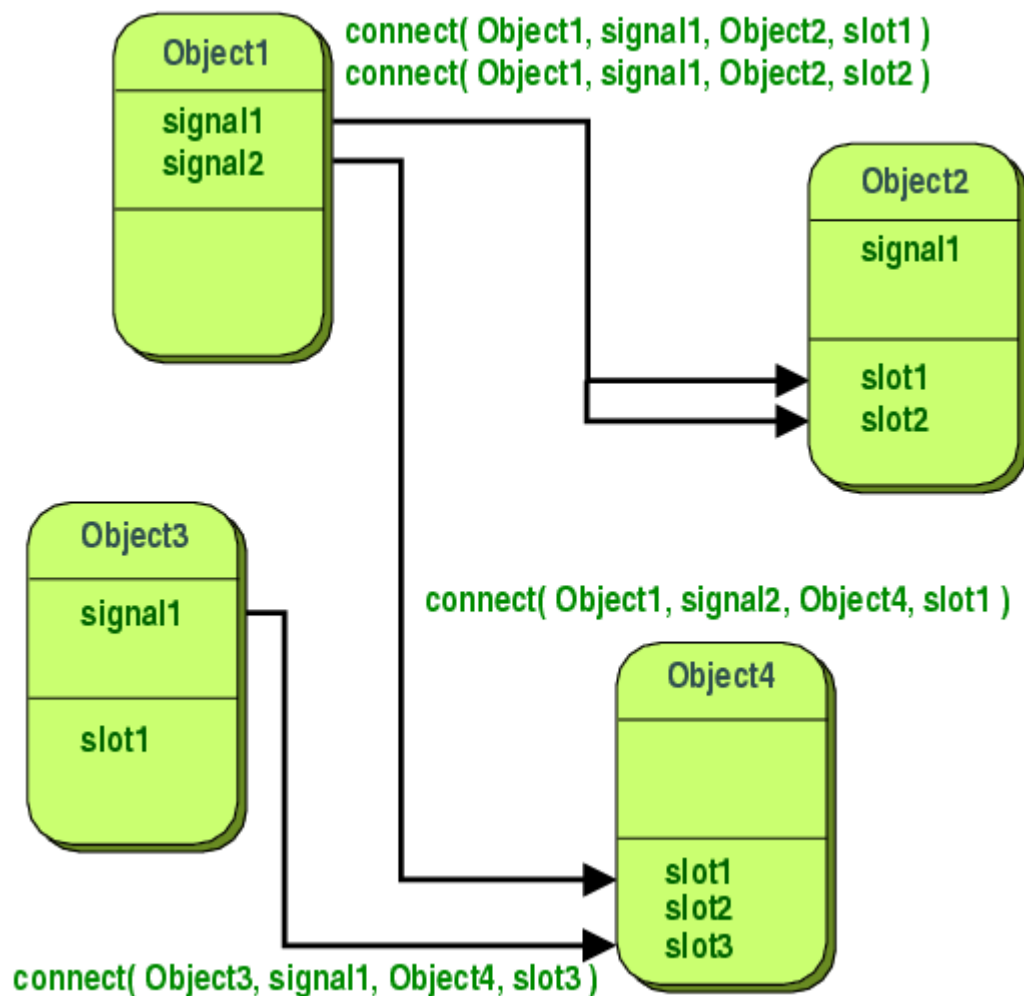 Object1
connect( Object1, signal1, Object2, slot1 )
connect( Object1, signal1, Object2, slot2 )
signal1
signal2
Object2
signal1
slot1
slot2
Object3
signal1
slot1
connect( Object1, signal2, Object4, slot1 )
Object4
slot1
slot2
slot3
connect( Object3, signal1, Object4, slot3 )